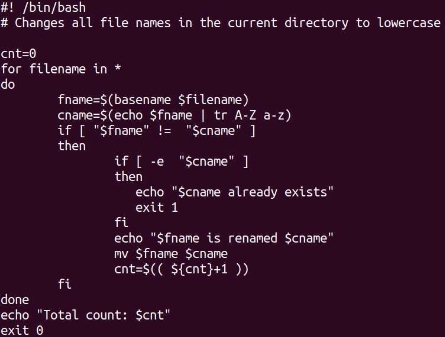 #! /bin/bash
# Changes all file names in the current directory to lowercase

cnt=0
for filename in *
do
        fname=$(basename $filename)
        cname=$(echo $fname | tr A-Z a-z)
        if [ "$fname" !=  "$cname" ]
        then
                if [ -e  "$cname" ]
                then
                   echo "$cname already exists"
                   exit 1
                fi
                echo "$fname is renamed $cname"
                mv $fname $cname
                cnt=$(( ${cnt}+1 ))
        fi
done
echo "Total count: $cnt"
exit 0